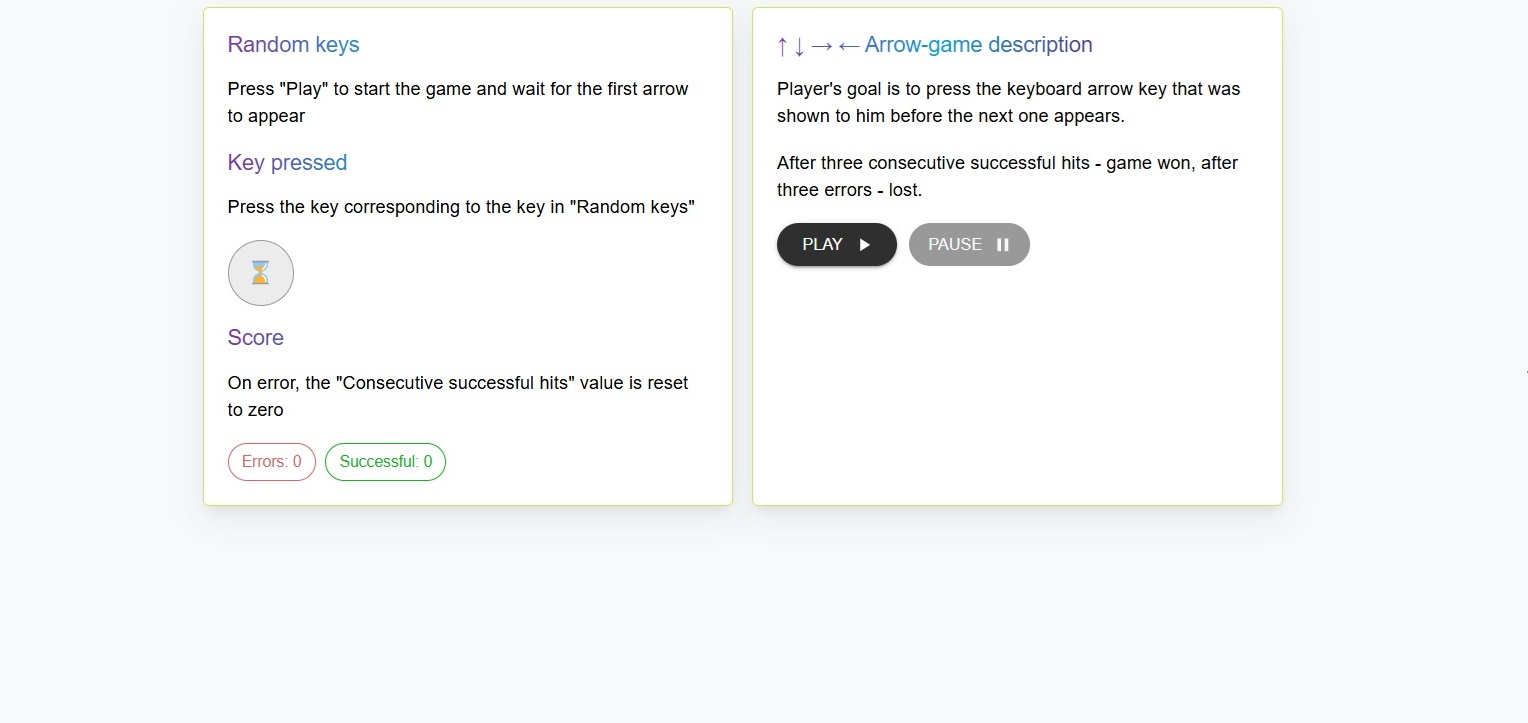 Random keys
Press "Play" to start the game and wait for the first arrow
to appear
Key pressed
Press the key corresponding to the key in "Random keys"
Score
On error, the "Consecutive successful hits" value is reset
to zero
Errors: 0
Successful: 0
↑ ↓ → ← Arrow-game description
Player's goal is to press the keyboard arrow key that was
shown to him before the next one appears.
After three consecutive successful hits - game won, after
three errors - lost.
PLAY
PAUSE